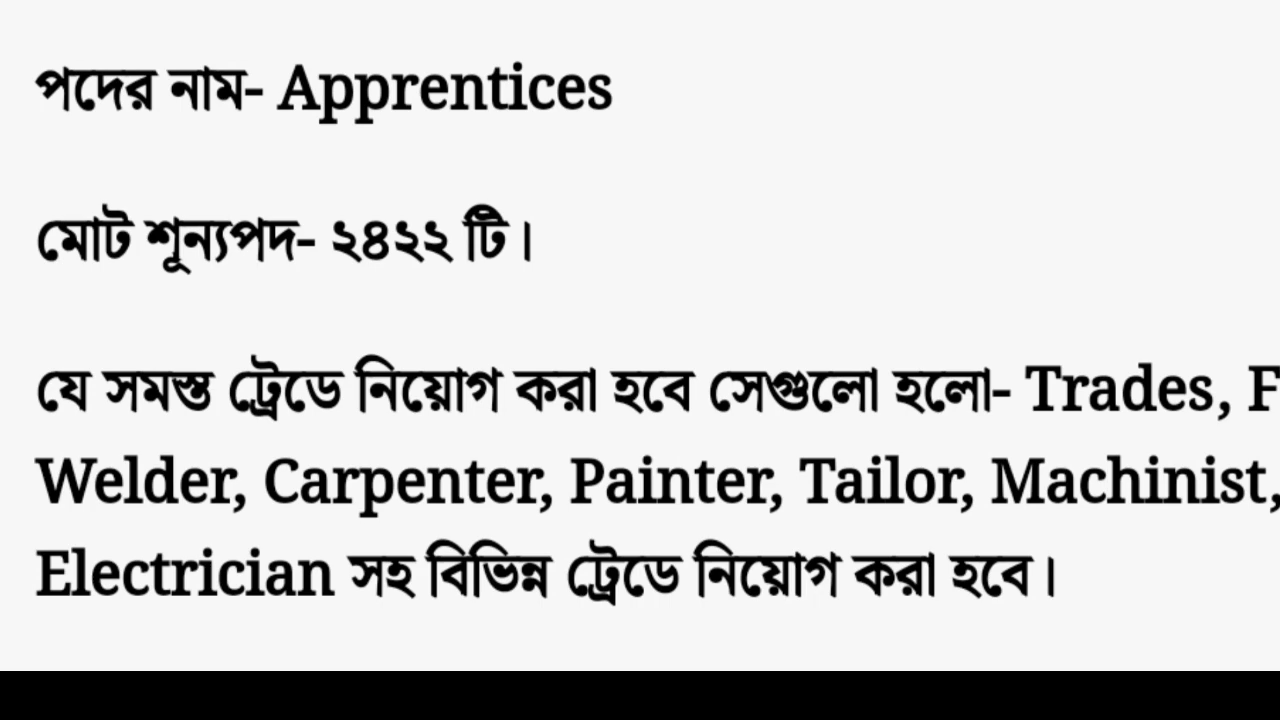 পদের নাম- Apprentices
মোট শূন্যপদ- ২৪২২ টি।
যে সমস্ত ট্রেডে নিয়োগ করা হবে সেগুলো হলো- Trades,
Welder, Carpenter, Painter, Tailor, Machinist,
Electrician সহ বিভিন্ন ট্রেডে নিয়োগ করা হবে।